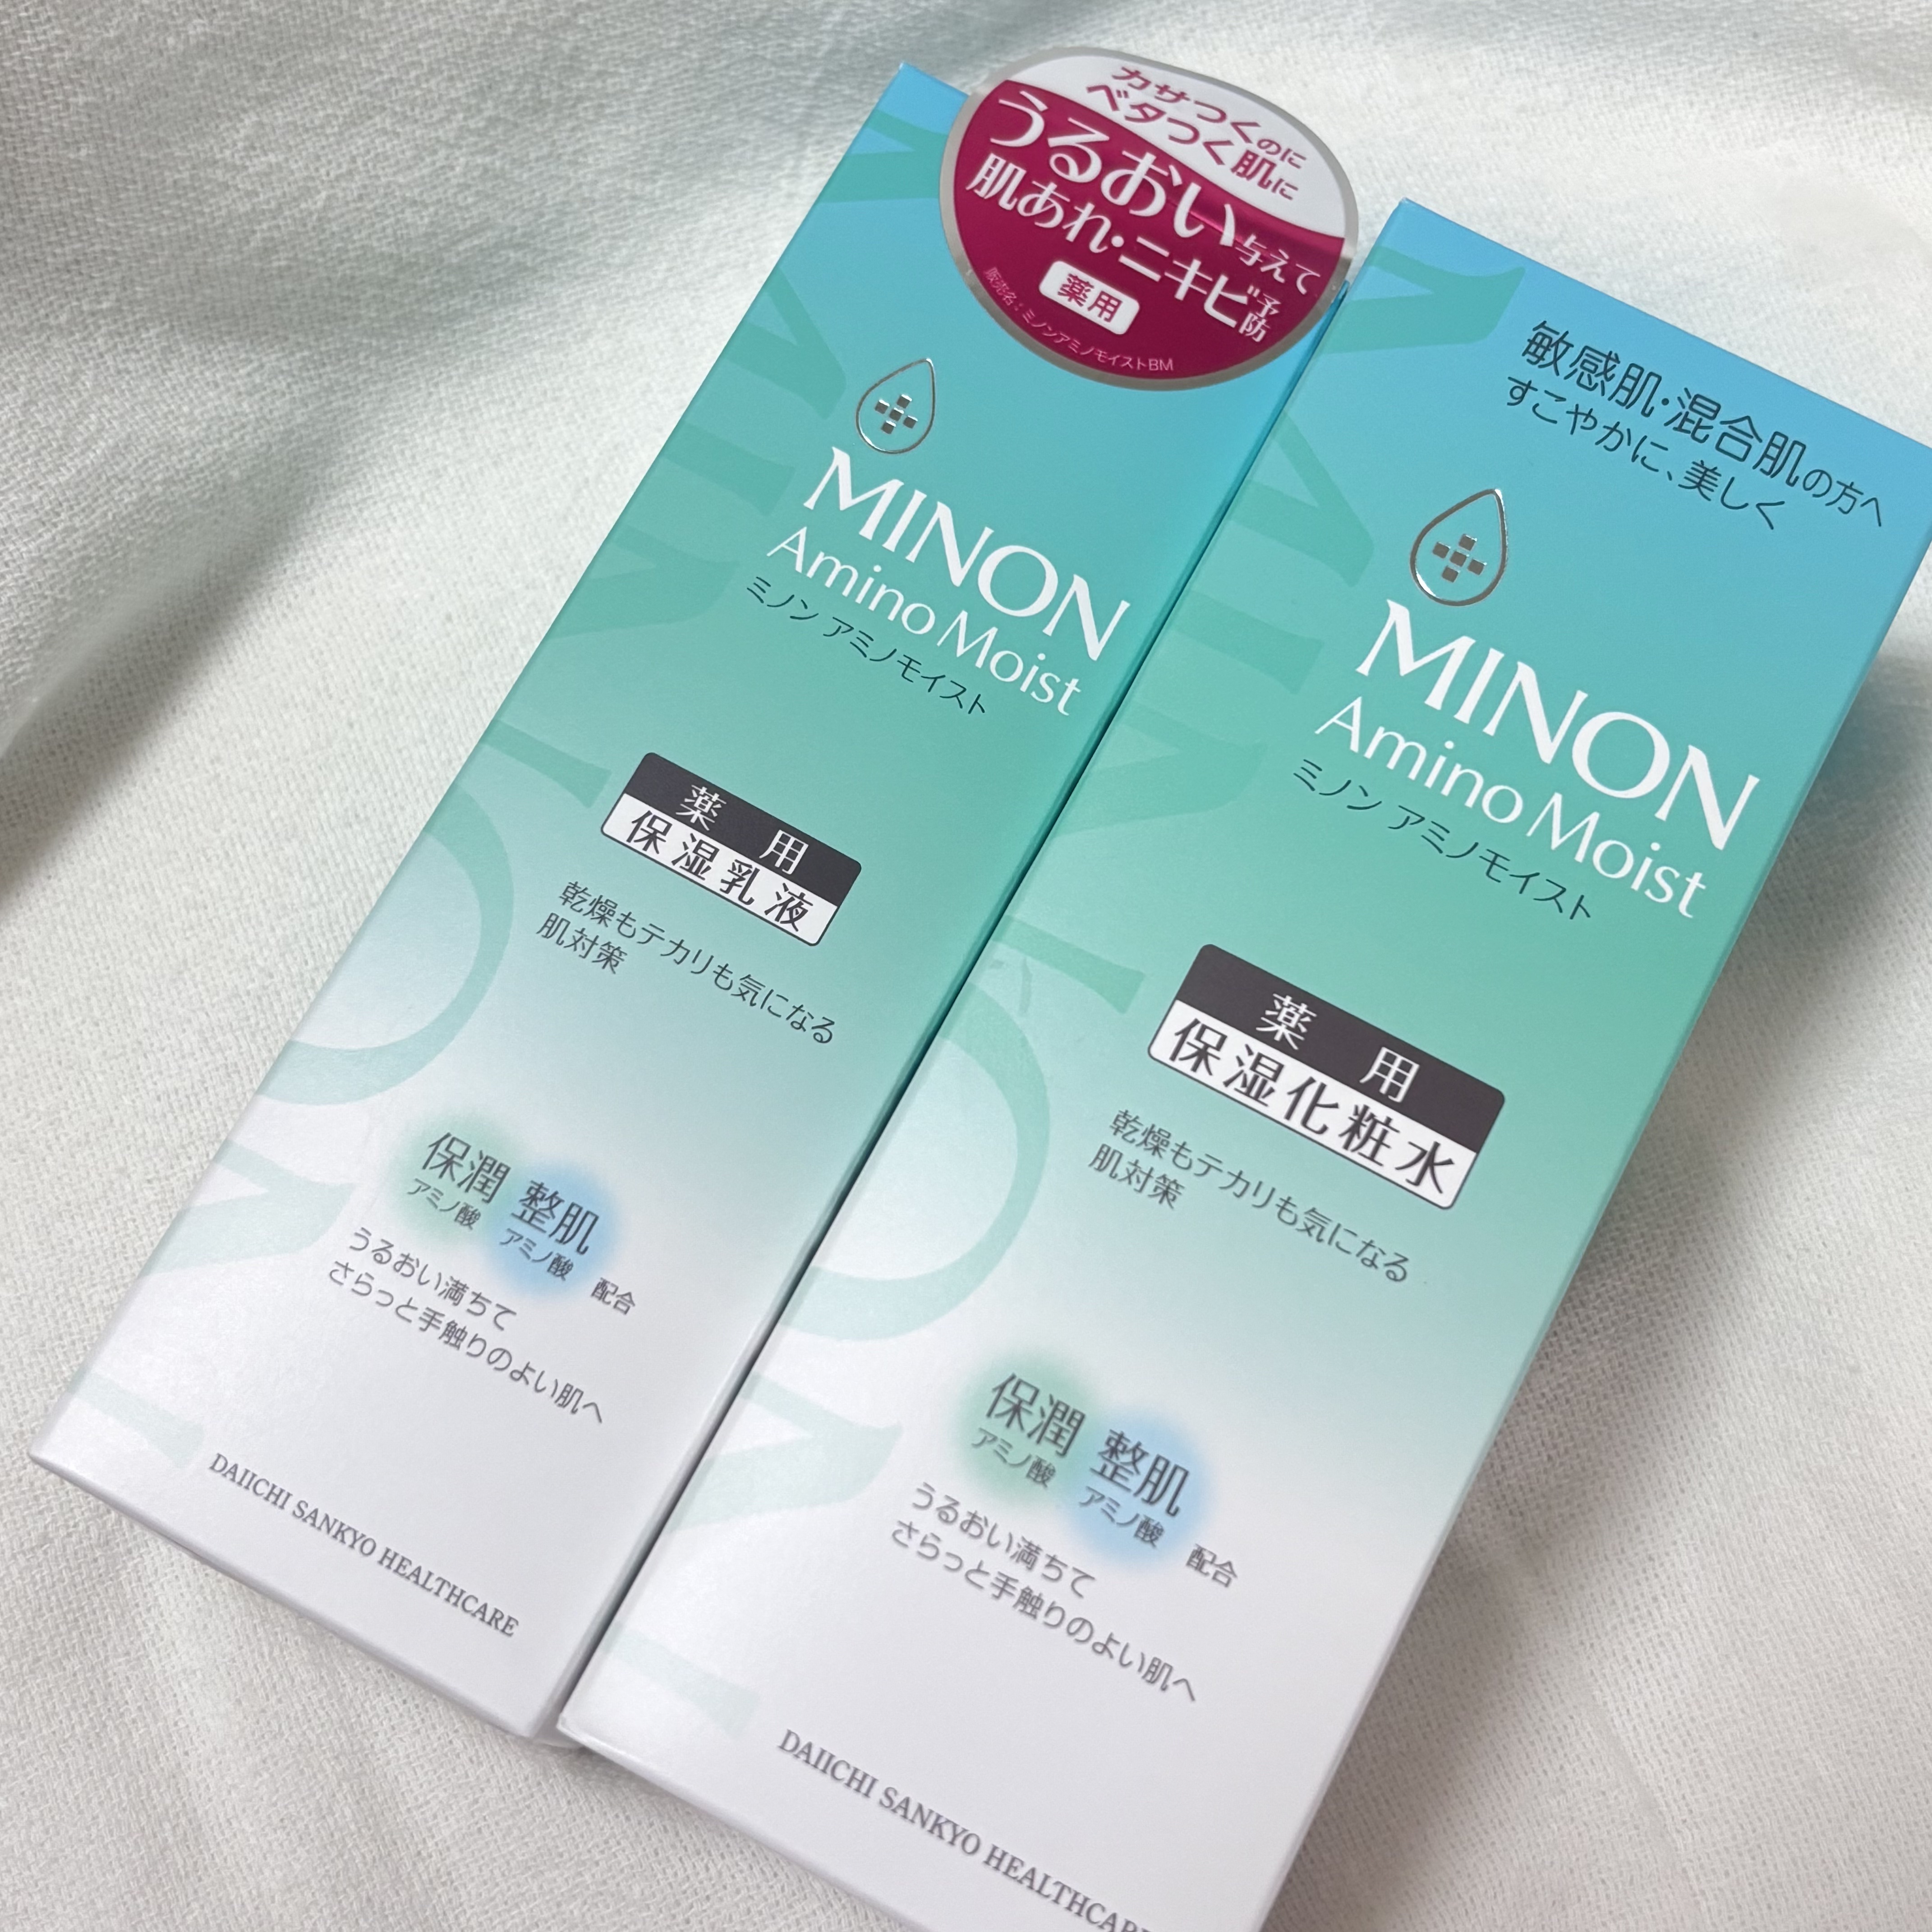 カサつくのに
ベタつく肌に
うるおい与えて
肌あれ・ニキビ予防
薬用
販売名：ミノンアミノモイストBM
MINON
Amino Moist
ミノン アミノモイスト
薬用
保湿乳液
乾燥もテカリも気になる
肌対策
保潤 整肌
アミノ酸 アミノ酸 配合
うるおい満ちて
さらっと手触りのよい肌へ
DAIICHI SANKYO HEALTHCARE
敏感肌・混合肌の方へ
すこやかに、美しく
MINON
Amino Moist
ミノン アミノモイスト
薬用
保湿化粧水
乾燥もテカリも気になる
肌対策
保潤 整肌
アミノ酸 アミノ酸 配合
うるおい満ちて
さらっと手触りのよい肌へ
DAIICHI SANKYO HEALTHCARE